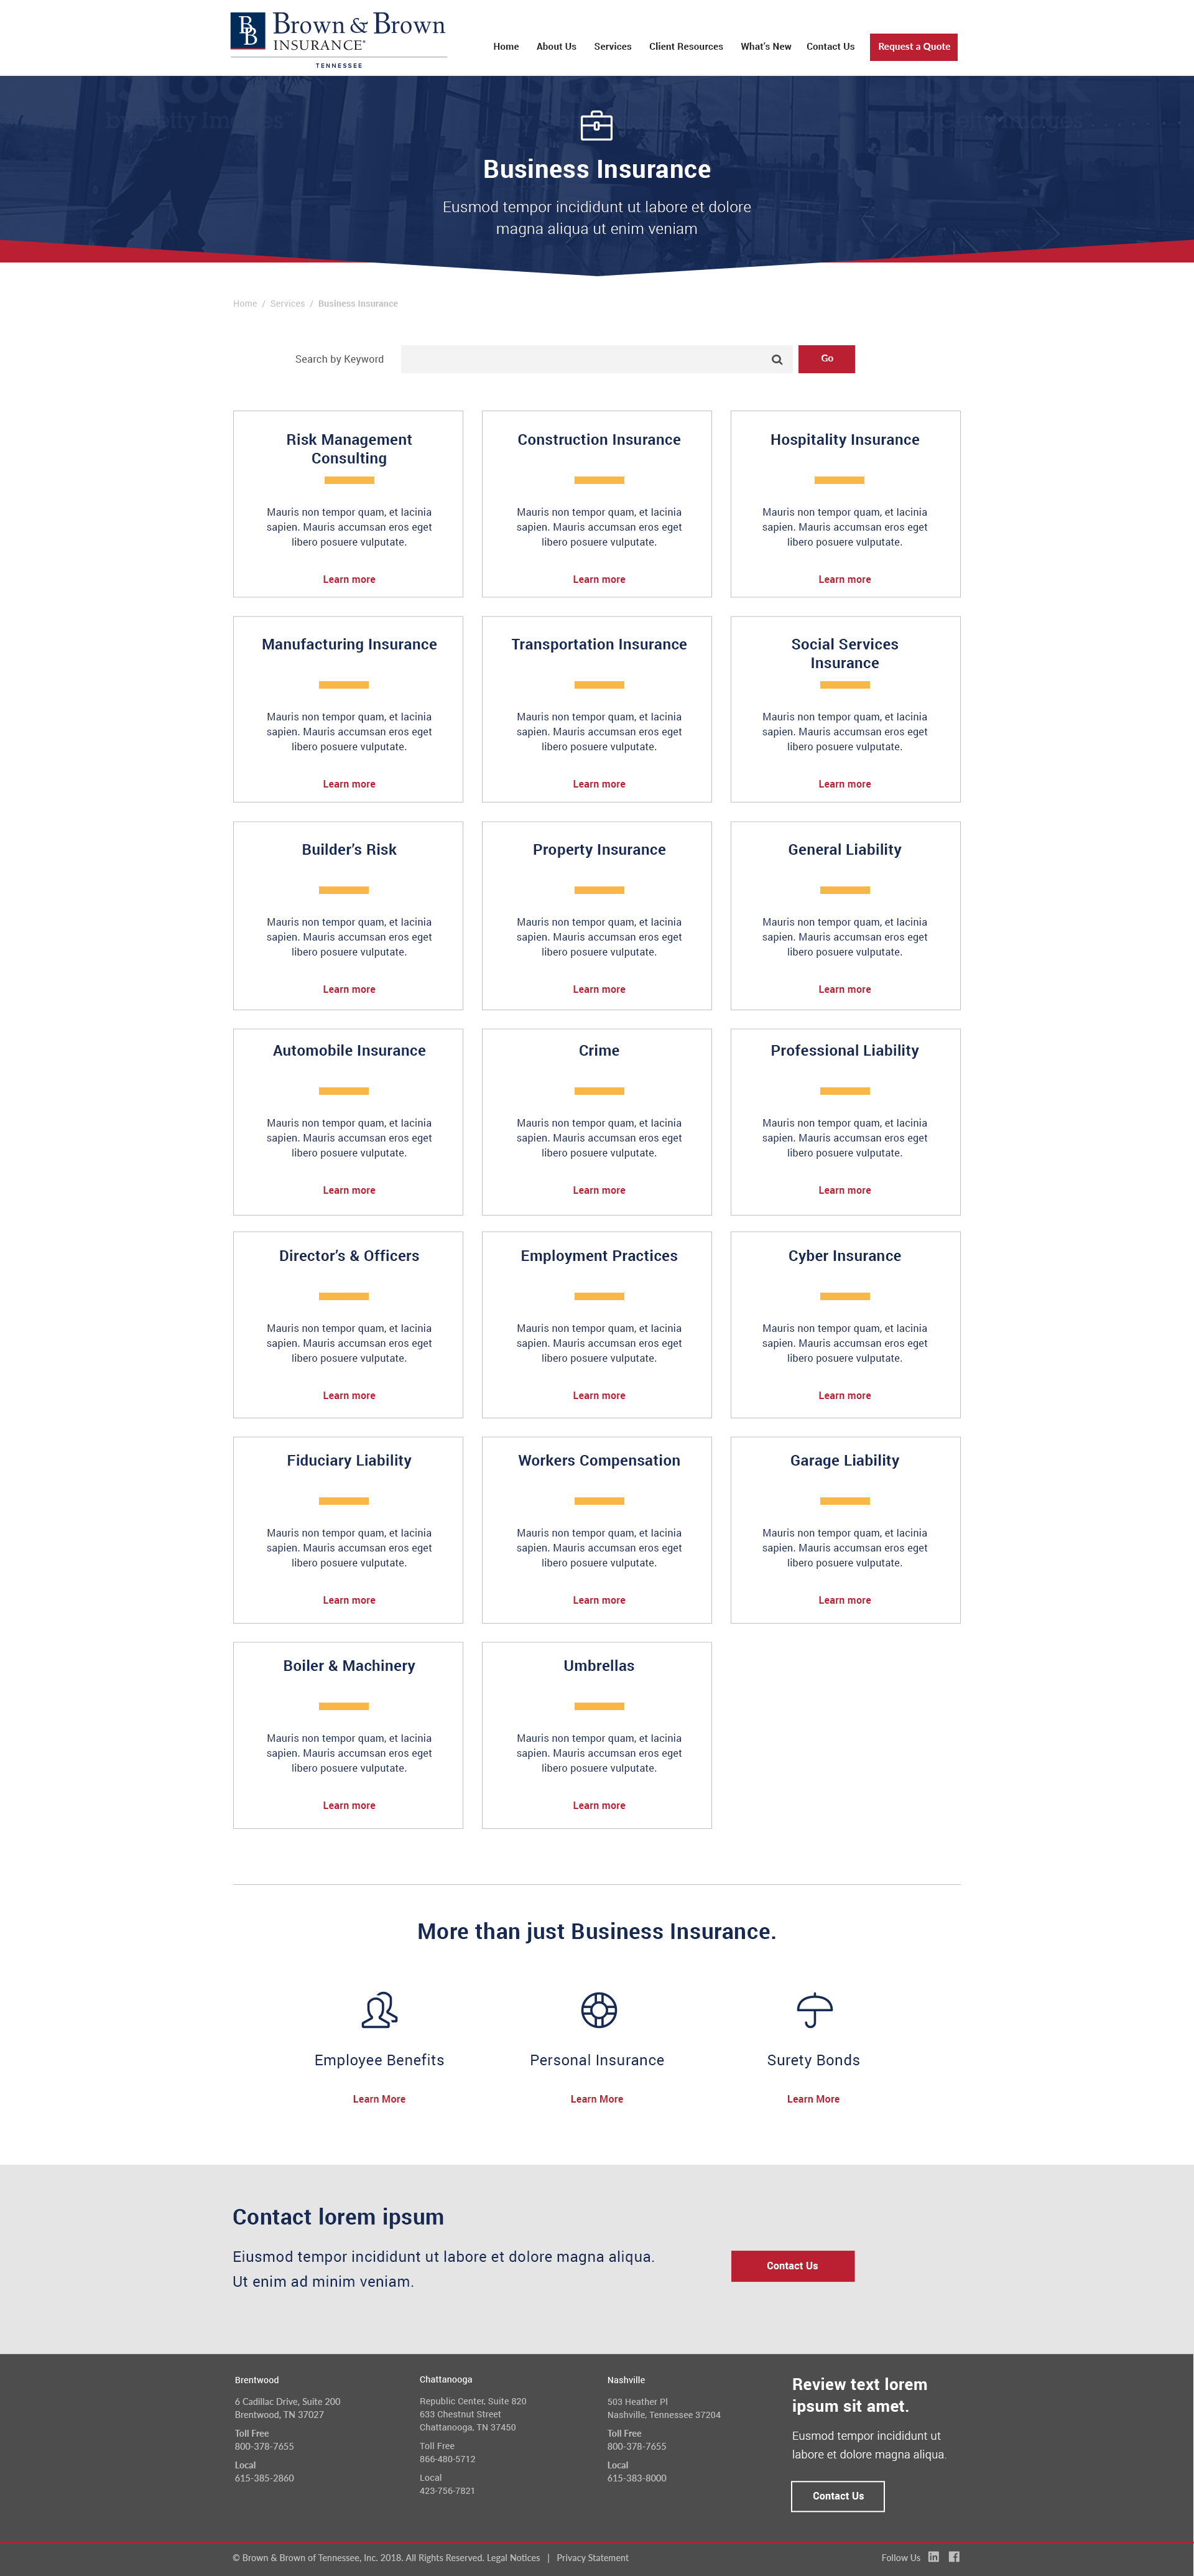 BB Brown & Brown
INSURANCE®
TENNESSEE
Home About Us Services Client Resources What's New Contact Us Request a Quote
iStock iStock
by Getty Images™ by Getty Images
Business Insurance
Eusmod tempor incididunt ut labore et dolore
magna aliqua ut enim veniam
Home / Services / Business Insurance
Search by Keyword Go
Risk Management
Consulting
Mauris non tempor quam, et lacinia
sapien. Mauris accumsan eros eget
libero posuere vulputate.
Learn more
Construction Insurance
Mauris non tempor quam, et lacinia
sapien. Mauris accumsan eros eget
libero posuere vulputate.
Learn more
Hospitality Insurance
Mauris non tempor quam, et lacinia
sapien. Mauris accumsan eros eget
libero posuere vulputate.
Learn more
Manufacturing Insurance
Mauris non tempor quam, et lacinia
sapien. Mauris accumsan eros eget
libero posuere vulputate.
Learn more
Transportation Insurance
Mauris non tempor quam, et lacinia
sapien. Mauris accumsan eros eget
libero posuere vulputate.
Learn more
Social Services
Insurance
Mauris non tempor quam, et lacinia
sapien. Mauris accumsan eros eget
libero posuere vulputate.
Learn more
Builder’s Risk
Mauris non tempor quam, et lacinia
sapien. Mauris accumsan eros eget
libero posuere vulputate.
Learn more
Property Insurance
Mauris non tempor quam, et lacinia
sapien. Mauris accumsan eros eget
libero posuere vulputate.
Learn more
General Liability
Mauris non tempor quam, et lacinia
sapien. Mauris accumsan eros eget
libero posuere vulputate.
Learn more
Automobile Insurance
Mauris non tempor quam, et lacinia
sapien. Mauris accumsan eros eget
libero posuere vulputate.
Learn more
Crime
Mauris non tempor quam, et lacinia
sapien. Mauris accumsan eros eget
libero posuere vulputate.
Learn more
Professional Liability
Mauris non tempor quam, et lacinia
sapien. Mauris accumsan eros eget
libero posuere vulputate.
Learn more
Director’s & Officers
Mauris non tempor quam, et lacinia
sapien. Mauris accumsan eros eget
libero posuere vulputate.
Learn more
Employment Practices
Mauris non tempor quam, et lacinia
sapien. Mauris accumsan eros eget
libero posuere vulputate.
Learn more
Cyber Insurance
Mauris non tempor quam, et lacinia
sapien. Mauris accumsan eros eget
libero posuere vulputate.
Learn more
Fiduciary Liability
Mauris non tempor quam, et lacinia
sapien. Mauris accumsan eros eget
libero posuere vulputate.
Learn more
Workers Compensation
Mauris non tempor quam, et lacinia
sapien. Mauris accumsan eros eget
libero posuere vulputate.
Learn more
Garage Liability
Mauris non tempor quam, et lacinia
sapien. Mauris accumsan eros eget
libero posuere vulputate.
Learn more
Boiler & Machinery
Mauris non tempor quam, et lacinia
sapien. Mauris accumsan eros eget
libero posuere vulputate.
Learn more
Umbrellas
Mauris non tempor quam, et lacinia
sapien. Mauris accumsan eros eget
libero posuere vulputate.
Learn more
More than just Business Insurance.
Employee Benefits
Learn More
Personal Insurance
Learn More
Surety Bonds
Learn More
Contact lorem ipsum
Eiusmod tempor incididunt ut labore et dolore magna aliqua.
Ut enim ad minim veniam.
Contact Us
Brentwood
6 Cadillac Drive, Suite 200
Brentwood, TN 37027
Toll Free
800-378-7655
Local
615-385-2860
Chattanooga
Republic Center, Suite 820
633 Chestnut Street
Chattanooga, TN 37450
Toll Free
866-480-5712
Local
423-756-7821
Nashville
503 Heather Pl
Nashville, Tennessee 37204
Toll Free
800-378-7655
Local
615-383-8000
Review text lorem
ipsum sit amet.
Eusmod tempor incididunt ut
labore et dolore magna aliqua.
Contact Us
© Brown & Brown of Tennessee, Inc. 2018. All Rights Reserved. Legal Notices | Privacy Statement
Follow Us